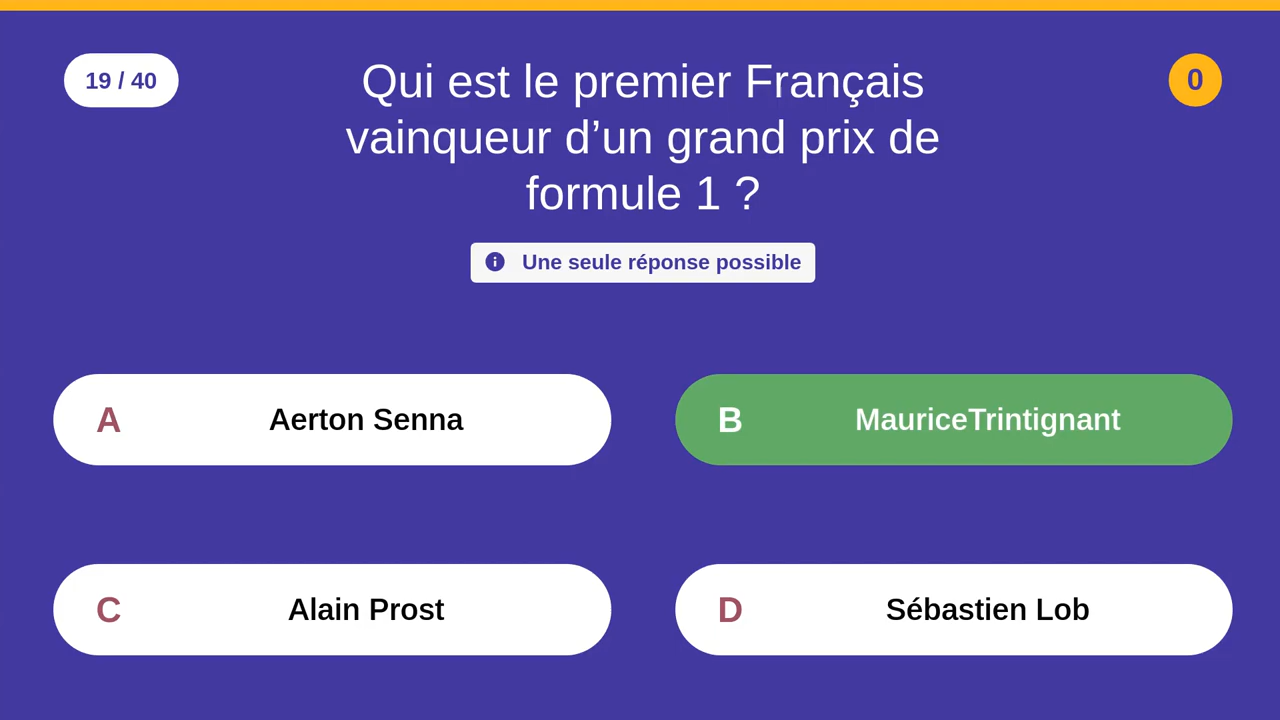 19 / 40
Qui est le premier Français
vainqueur d’un grand prix de
formule 1 ?
0
Une seule réponse possible
A Aerton Senna
B MauriceTrintignant
C Alain Prost
D Sébastien Lob